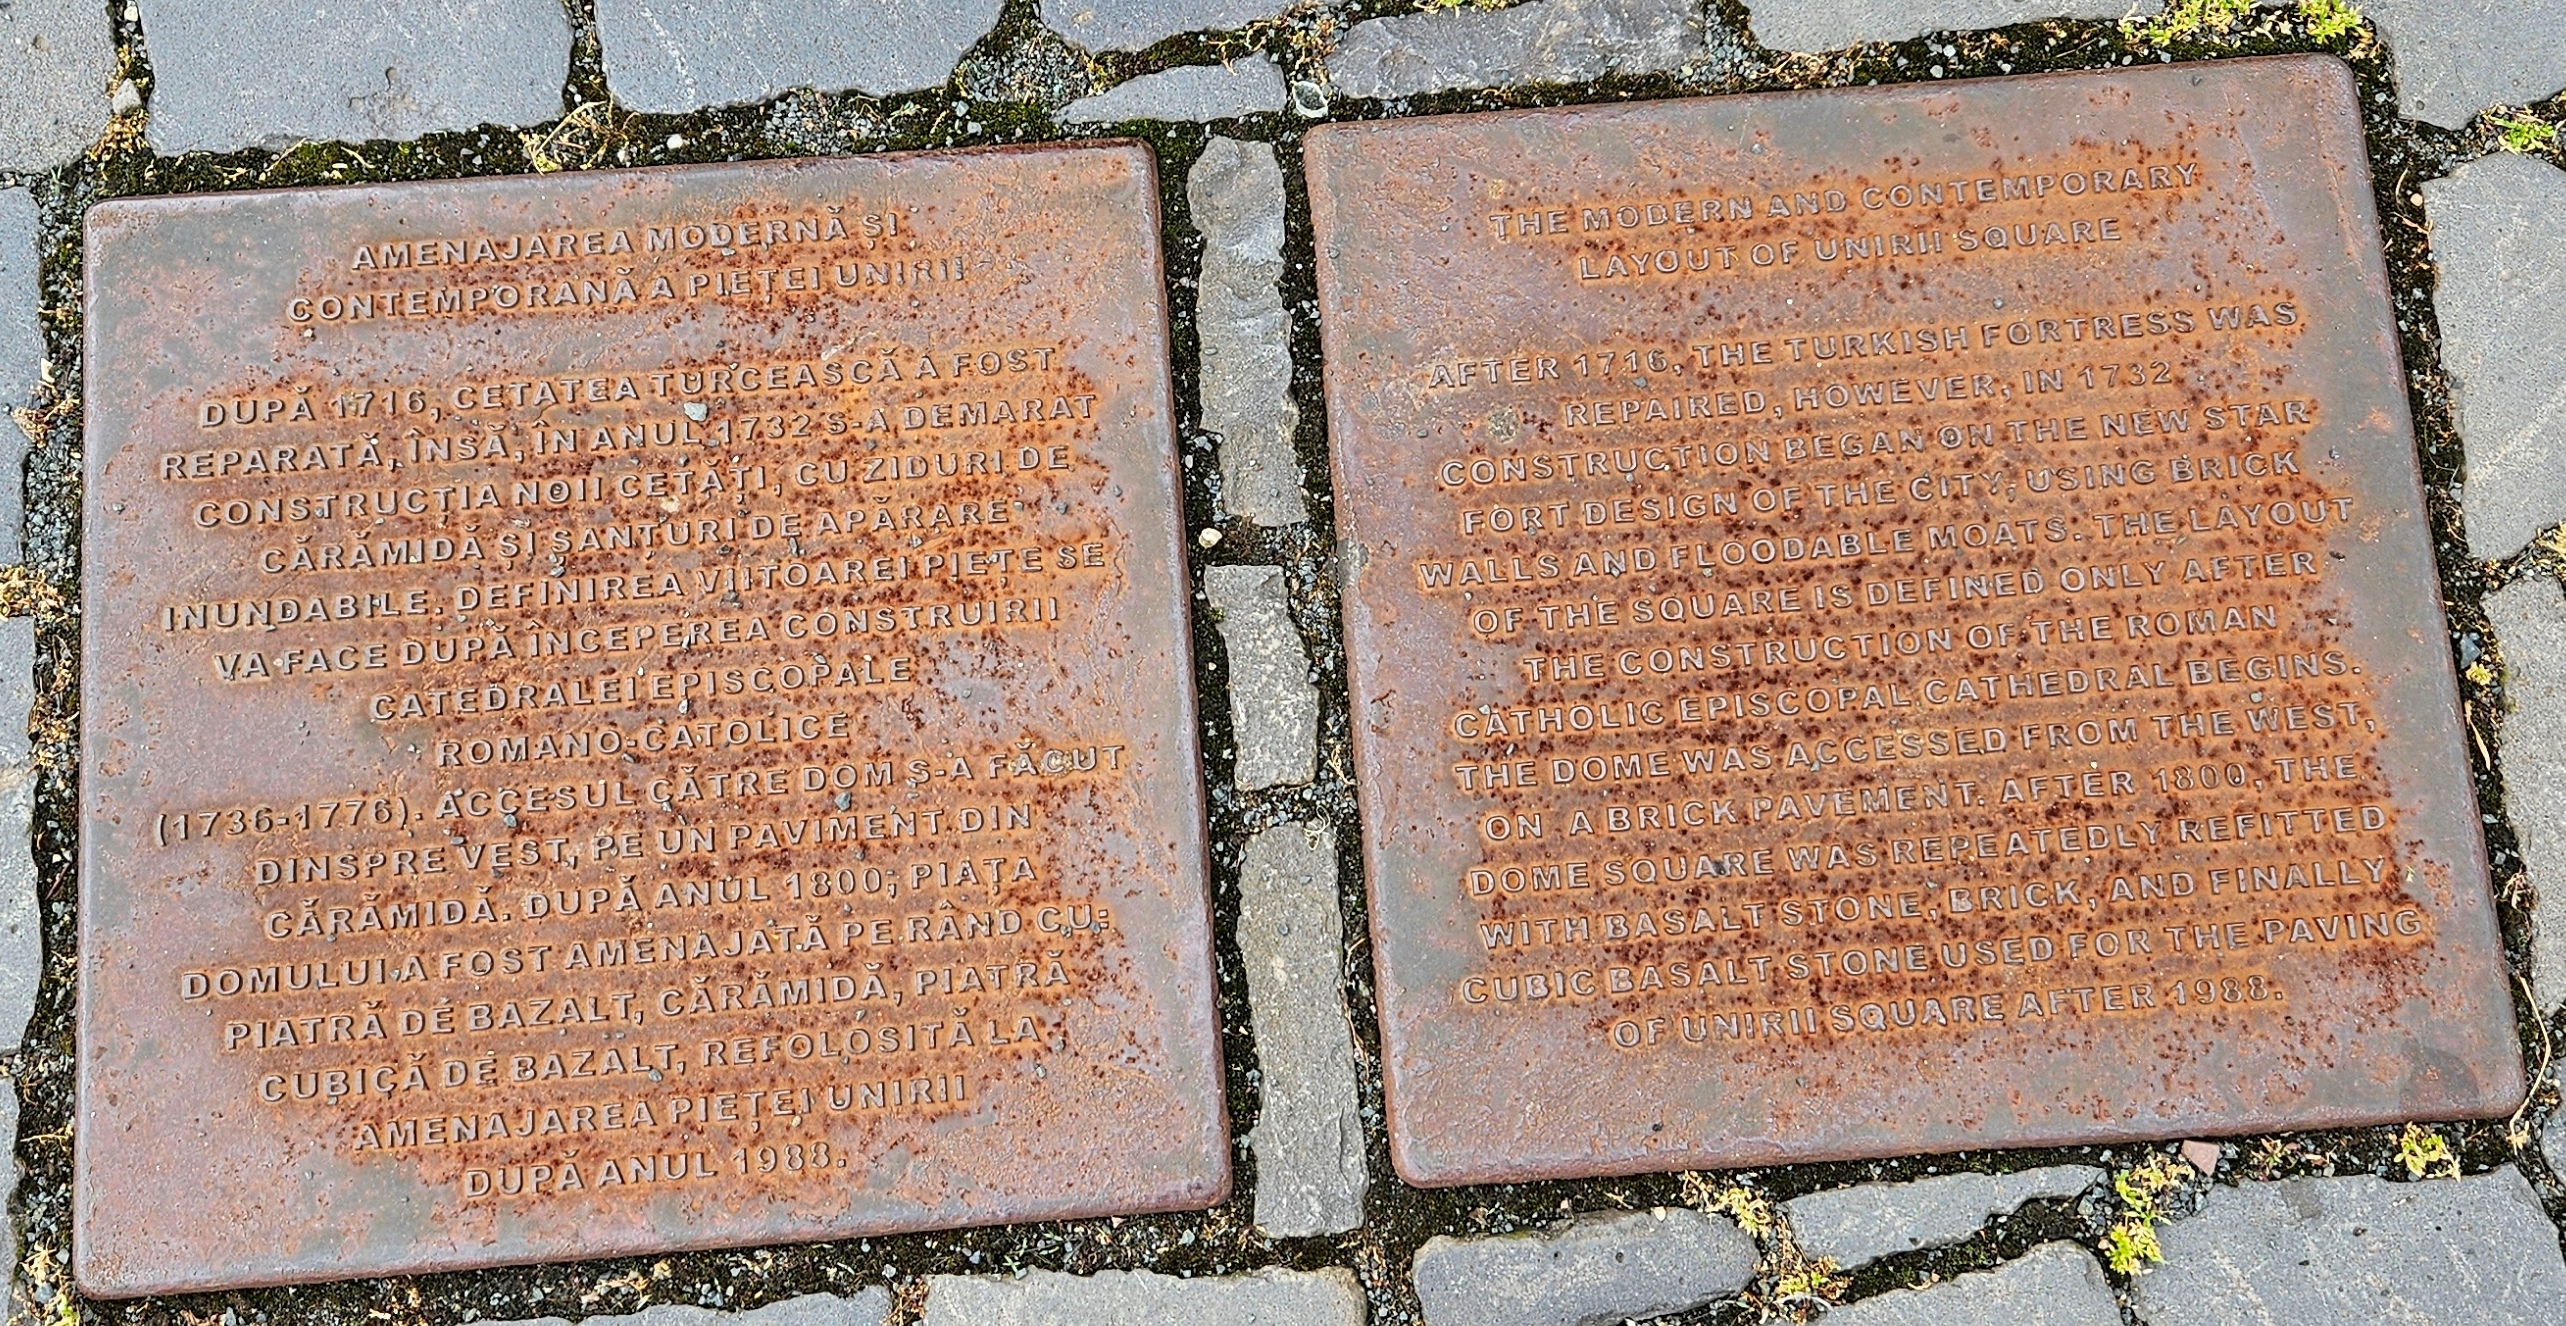 AMENAJAREA MODERNĂ ȘI
CONTEMPORANĂ A PIEȚEI UNIRII
DUPĂ 1716, CETATEA TURCEASCĂ A FOST
REPARATĂ, ÎNSĂ, ÎN ANUL 1732 S-A DEMARAT
CONSTRUCȚIA NOII CETĂȚI, CU ZIDURI DE
CĂRĂMIDĂ ȘI ȘANȚURI DE APĂRARE
INUNDABILE. DEFINIREA VIITOAREI PIEȚE SE
VA FACE DUPĂ ÎNCEPEREA CONSTRUIRII
CATEDRALEI EPISCOPALE
ROMANO-CATOLICE
(1736-1776). ACCESUL CĂTRE DOM S-A FĂCUT
DINSPRE VEST, PE UN PAVIMENT DIN
CĂRĂMIDĂ. DUPĂ ANUL 1800, PIAȚA
DOMULUI A FOST AMENAJATĂ PE RÂND CU:
PIATRĂ DE BAZALT, CĂRĂMIDĂ, PIATRĂ
CUBICĂ DE BAZALT, REFOLOSITĂ LA
AMENAJAREA PIEȚEI UNIRII
DUPĂ ANUL 1988.
THE MODERN AND CONTEMPORARY
LAYOUT OF UNIRII SQUARE
AFTER 1716, THE TURKISH FORTRESS WAS
REPAIRED, HOWEVER, IN 1732
CONSTRUCTION BEGAN ON THE NEW STAR
FORT DESIGN OF THE CITY, USING BRICK
WALLS AND FLOODABLE MOATS. THE LAYOUT
OF THE SQUARE IS DEFINED ONLY AFTER
THE CONSTRUCTION OF THE ROMAN
CATHOLIC EPISCOPAL CATHEDRAL BEGINS.
THE DOME WAS ACCESSED FROM THE WEST,
ON A BRICK PAVEMENT. AFTER 1800, THE
DOME SQUARE WAS REPEATEDLY REFITTED
WITH BASALT STONE, BRICK, AND FINALLY
CUBIC BASALT STONE USED FOR THE PAVING
OF UNIRII SQUARE AFTER 1988.